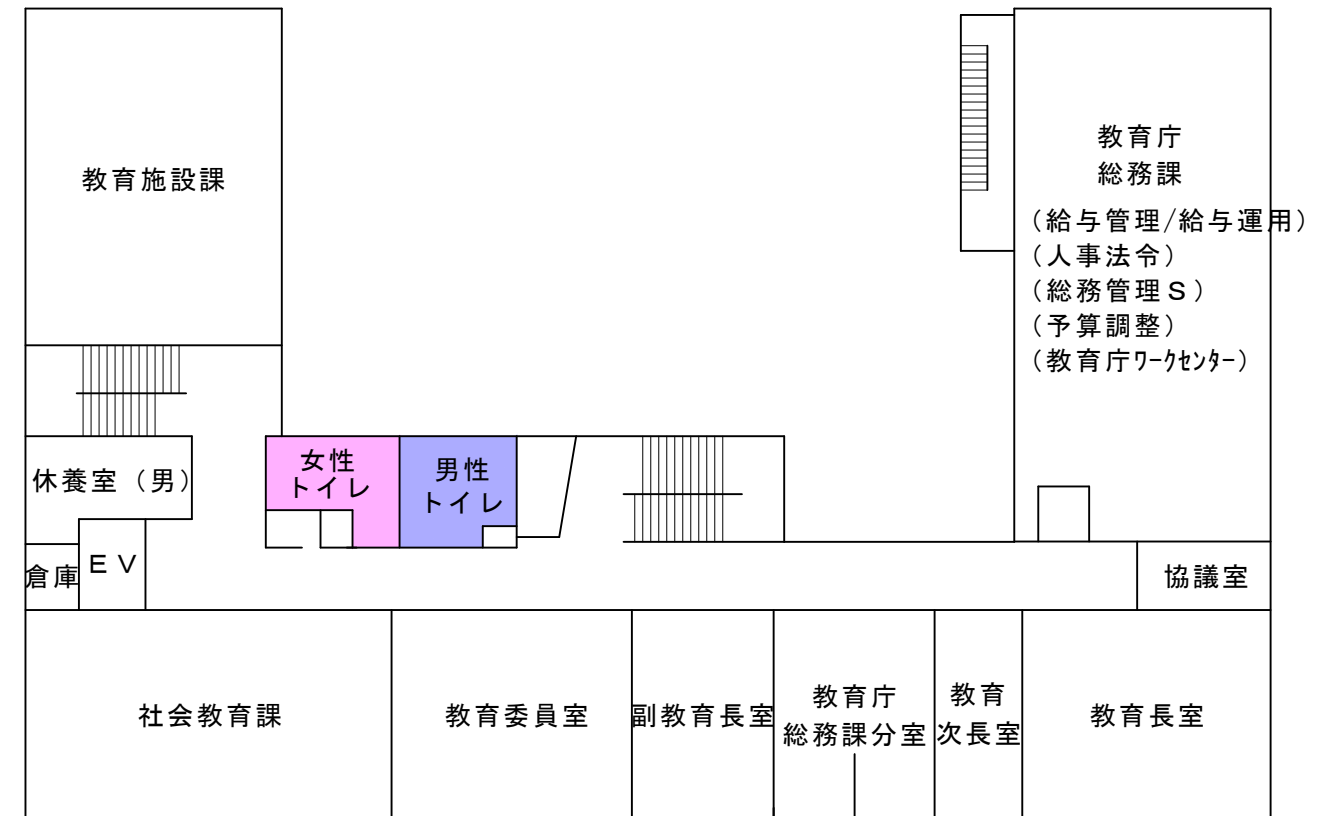 教育施設課
教育庁
総務課
（給与管理/給与運用）
（人事法令）
（総務管理Ｓ）
（予算調整）
（教育庁ﾜｰｸｾﾝﾀｰ）
休養室（男）
女性
トイレ
男性
トイレ
倉庫
ＥＶ
協議室
社会教育課
教育委員室
副教育長室
教育庁
総務課分室
教育
次長室
教育長室